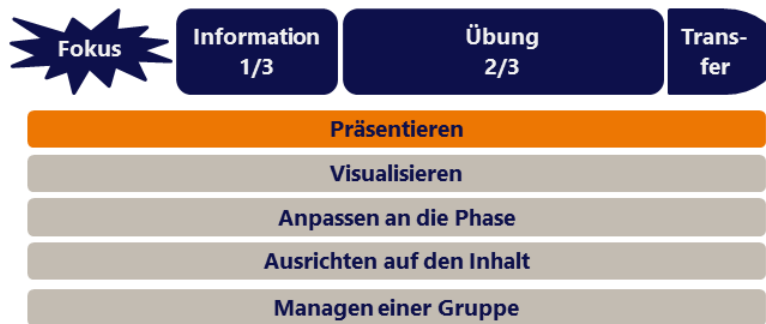 Fokus
Information
1/3
Übung
2/3
Trans-
fer
Präsentieren
Visualisieren
Anpassen an die Phase
Ausrichten auf den Inhalt
Managen einer Gruppe